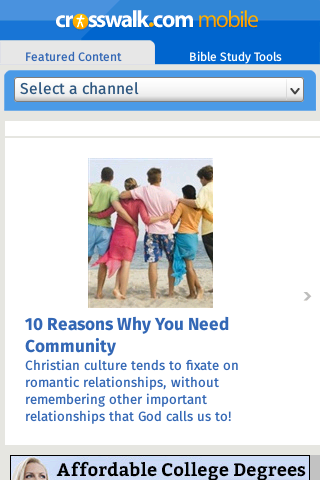 crosswalk.com mobile
Featured Content
Bible Study Tools
Select a channel
10 Reasons Why You Need
Community
Christian culture tends to fixate on
romantic relationships, without
remembering other important
relationships that God calls us to!
Affordable College Degrees